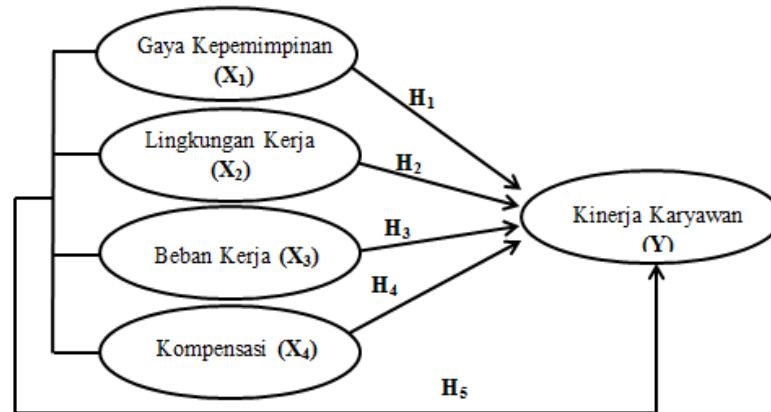 Gaya Kepemimpinan
(X₁)
H₁
Lingkungan Kerja
(X₂)
H₂
Kinerja Karyawan
(Y)
H₃
Beban Kerja (X₃)
H₄
Kompensasi (X₄)
H₅